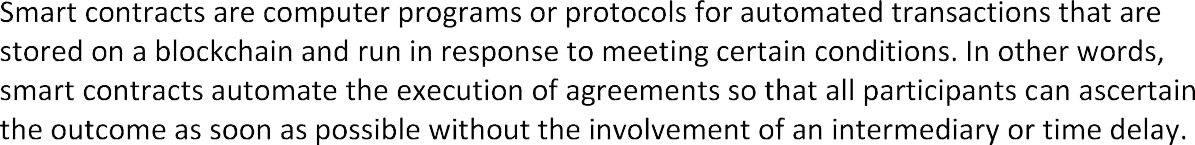 Smart contracts are computer programs or protocols for automated transactions that are
stored on a blockchain and run in response to meeting certain conditions. In other words,
smart contracts automate the execution of agreements so that all participants can ascertain
the outcome as soon as possible without the involvement of an intermediary or time delay.